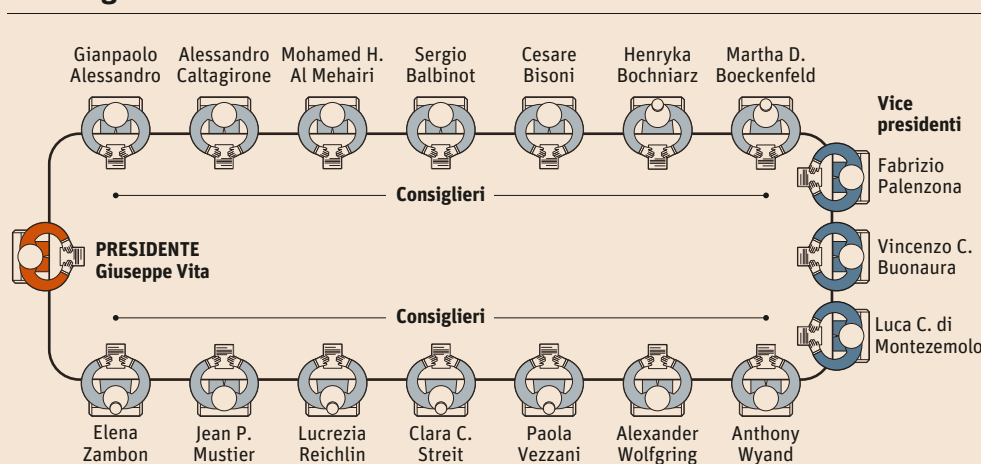 Gianpaolo
Alessandro
Alessandro
Caltagirone
Mohamed H.
Al Mehairi
Sergio
Balbinot
Cesare
Bisoni
Henryka
Bochniarz
Martha D.
Boeckenfeld
Vice
presidenti
Fabrizio
Palenzona
Consiglieri
PRESIDENTE
Giuseppe Vita
Vincenzo C.
Buonaura
Consiglieri
Luca C. di
Montezemolo
Elena
Zambon
Jean P.
Mustier
Lucrezia
Reichlin
Clara C.
Streit
Paola
Vezzani
Alexander
Wolfgring
Anthony
Wyand